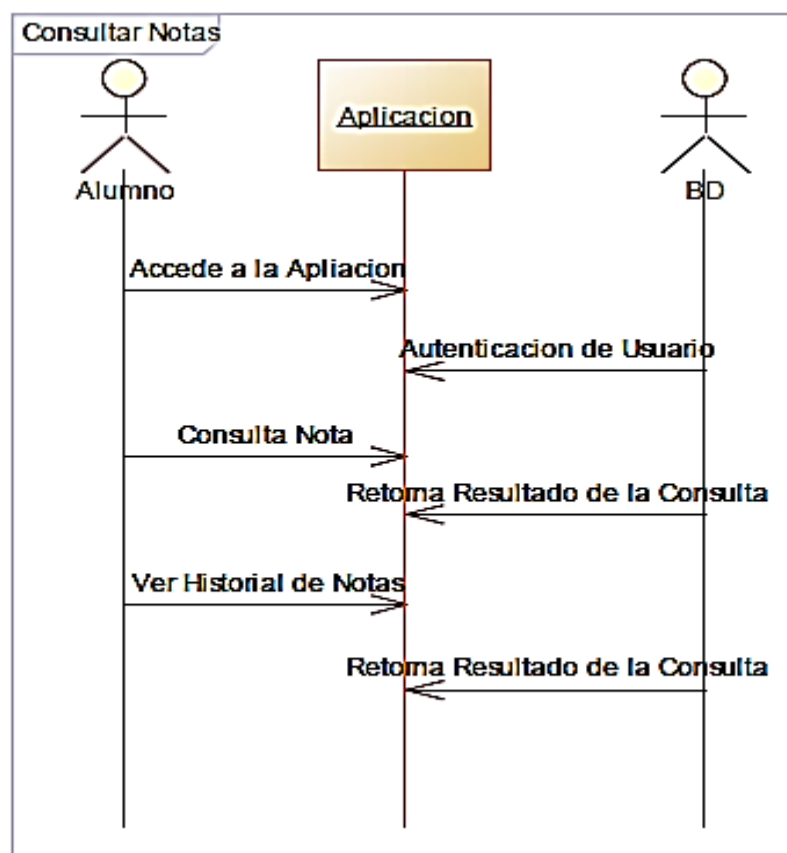 Consultar Notas
Aplicacion
Alumno
BD
Accede a la Apliacion
Autenticacion de Usuario
Consulta Nota
Retorna Resultado de la Consulta
Ver Historial de Notas
Retorna Resultado de la Consulta